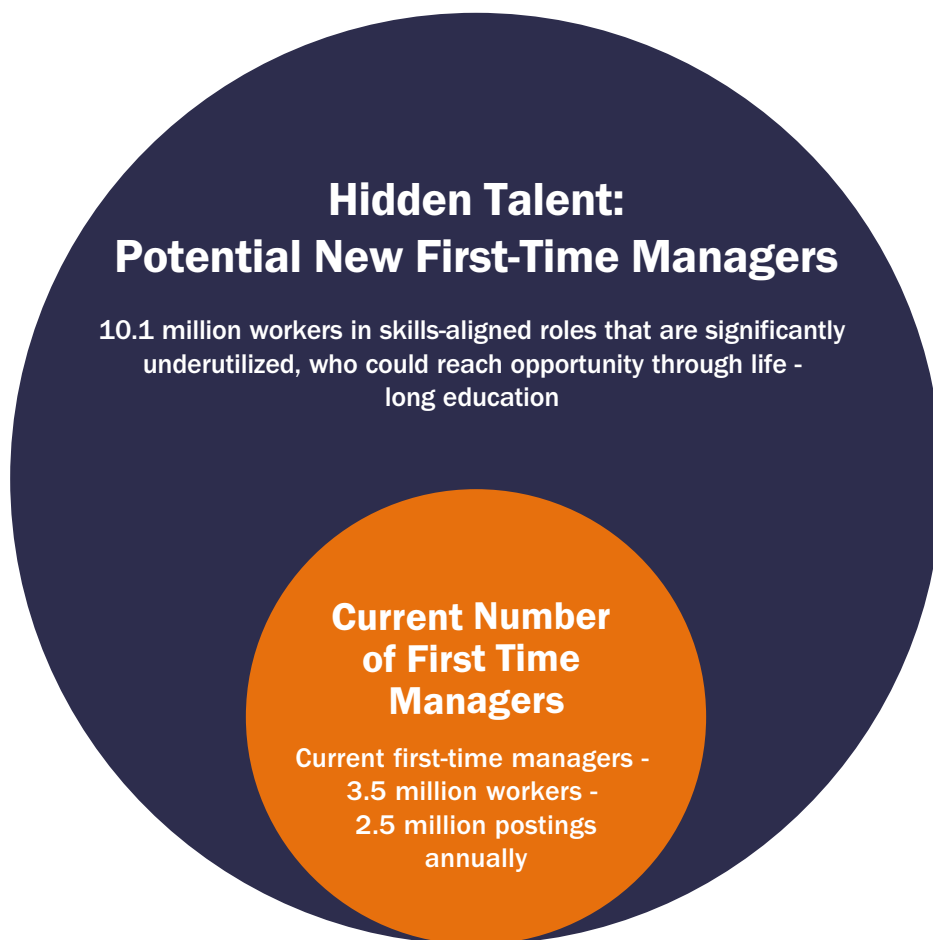 Hidden Talent:
Potential New First-Time Managers
10.1 million workers in skills-aligned roles that are significantly
underutilized, who could reach opportunity through life -
long education
Current Number
of First Time
Managers
Current first-time managers -
3.5 million workers -
2.5 million postings
annually